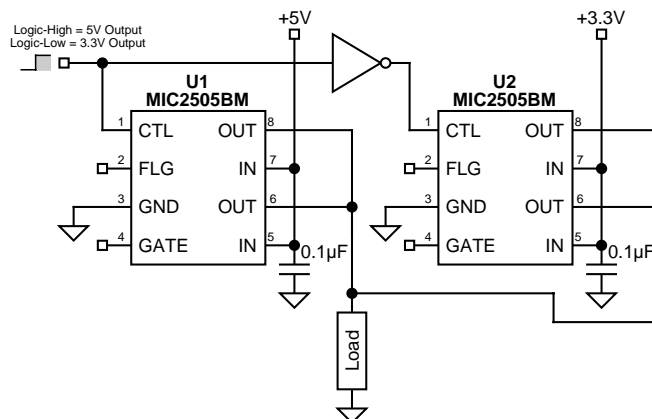 Logic-High = 5V Output
Logic-Low = 3.3V Output
+5V
+3.3V
U1
MIC2505BM
1 CTL OUT 8
2 FLG IN 7
3 GND OUT 6
4 GATE IN 5
0.1µF
U2
MIC2505BM
1 CTL OUT 8
2 FLG IN 7
3 GND OUT 6
4 GATE IN 5
0.1µF
Load